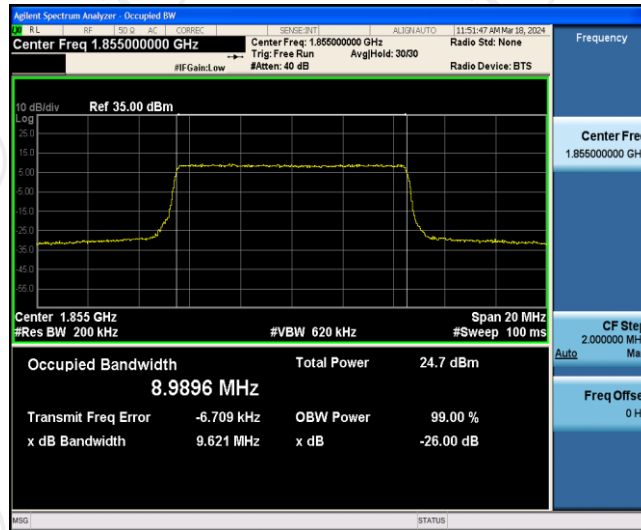 Agilent Spectrum Analyzer - Occupied BW
RL RF 50 Ω AC CORREC SENSE:INT ALIGN AUTO 11:51:47 AM Mar 18, 2024
Center Freq 1.855000000 GHz
Center Freq: 1.855000000 GHz
Radio Std: None
Trig: Free Run Avg|Hold: 30/30
#IFGain:Low #Atten: 40 dB Radio Device: BTS
Frequency
10 dB/div Ref 35.00 dBm
Log
25.0
15.0
5.00
-5.00
-15.0
-25.0
-35.0
-45.0
-55.0
Center Fre
1.855000000 GH
Center 1.855 GHz Span 20 MHz
#Res BW 200 kHz #VBW 620 kHz #Sweep 100 ms
CF Step
2.000000 MH
Auto Ma
Occupied Bandwidth Total Power 24.7 dBm
8.9896 MHz
Transmit Freq Error -6.709 kHz OBW Power 99.00 %
x dB Bandwidth 9.621 MHz x dB -26.00 dB
Freq Offse
0 H
MSG STATUS